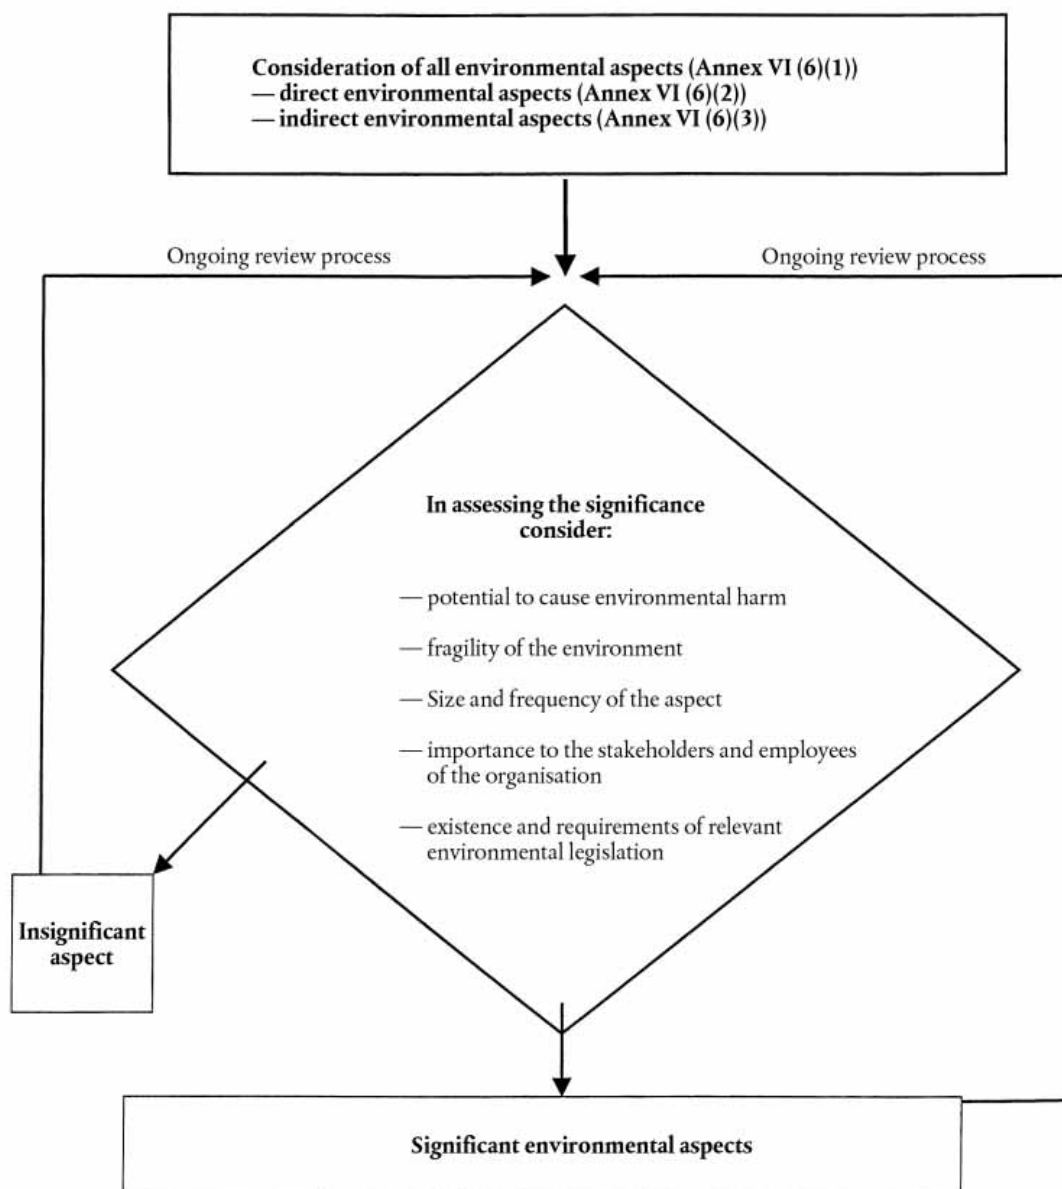 Consideration of all environmental aspects (Annex VI (6)(1))
— direct environmental aspects (Annex VI (6)(2))
— indirect environmental aspects (Annex VI (6)(3))
Ongoing review process
Ongoing review process
In assessing the significance
consider:
— potential to cause environmental harm
— fragility of the environment
— Size and frequency of the aspect
— importance to the stakeholders and employees
of the organisation
— existence and requirements of relevant
environmental legislation
Insignificant
aspect
Significant environmental aspects